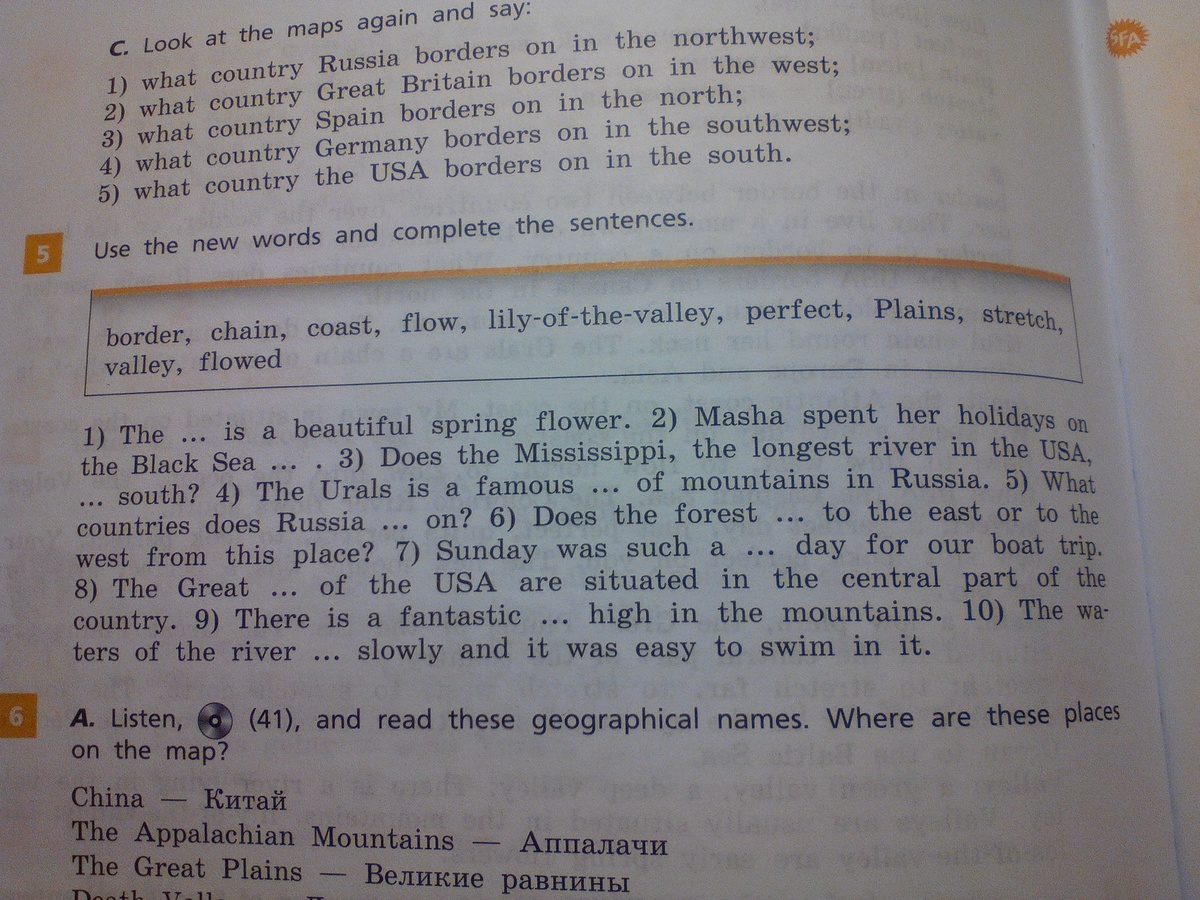 C. Look at the maps again and say:
1) what country Russia borders on in the northwest;
2) what country Great Britain borders on in the west;
3) what country Spain borders on in the north;
4) what country Germany borders on in the southwest;
5) what country the USA borders on in the south.
5 Use the new words and complete the sentences.
border, chain, coast, flow, lily-of-the-valley, perfect, Plains, stretch,
valley, flowed
1) The ... is a beautiful spring flower. 2) Masha spent her holidays on
the Black Sea ... . 3) Does the Mississippi, the longest river in the USA,
... south? 4) The Urals is a famous ... of mountains in Russia. 5) What
countries does Russia ... on? 6) Does the forest ... to the east or to the
west from this place? 7) Sunday was such a ... day for our boat trip.
8) The Great ... of the USA are situated in the central part of the
country. 9) There is a fantastic ... high in the mountains. 10) The wa-
ters of the river ... slowly and it was easy to swim in it.
6 A. Listen, (41), and read these geographical names. Where are these places
on the map?
China — Китай
The Appalachian Mountains — Аппалачи
The Great Plains — Великие равнины